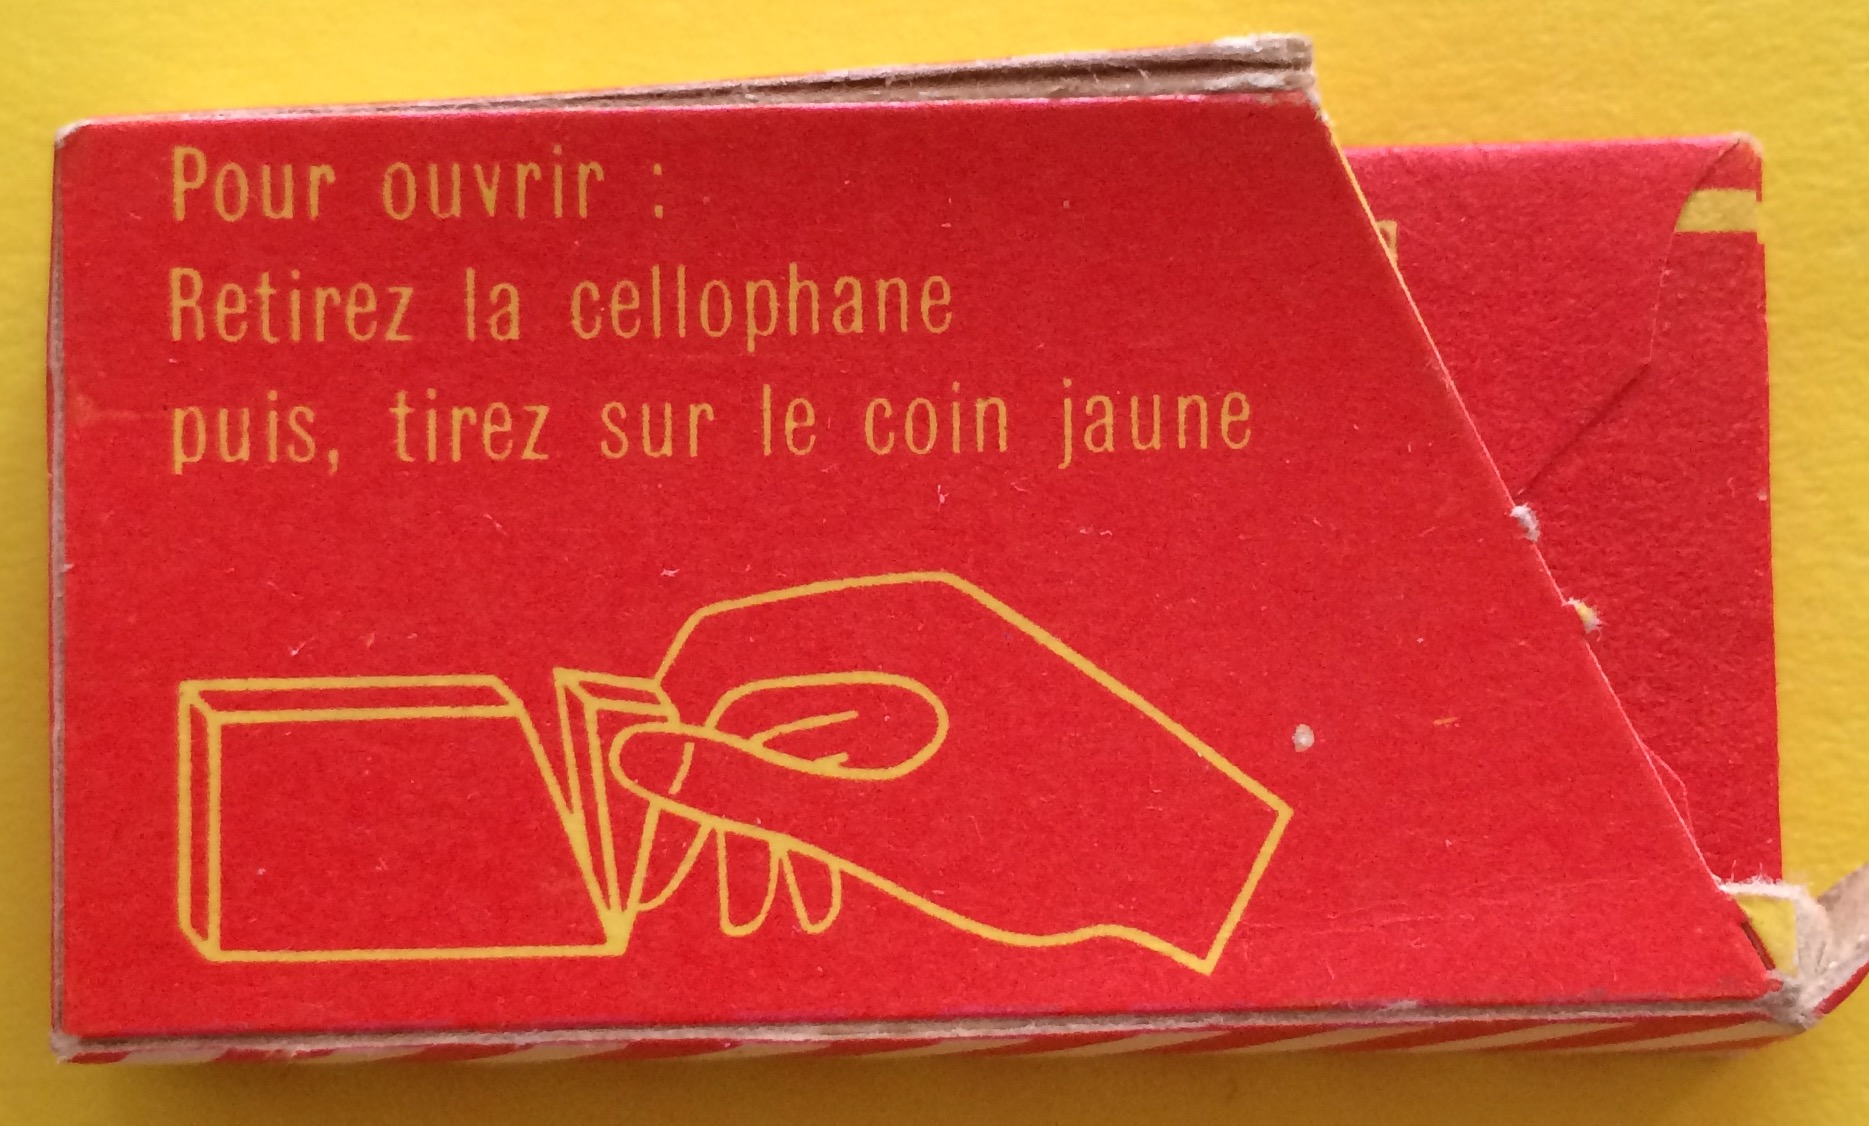 Pour ouvrir :
Retirez la cellophane
puis, tirez sur le coin jaune